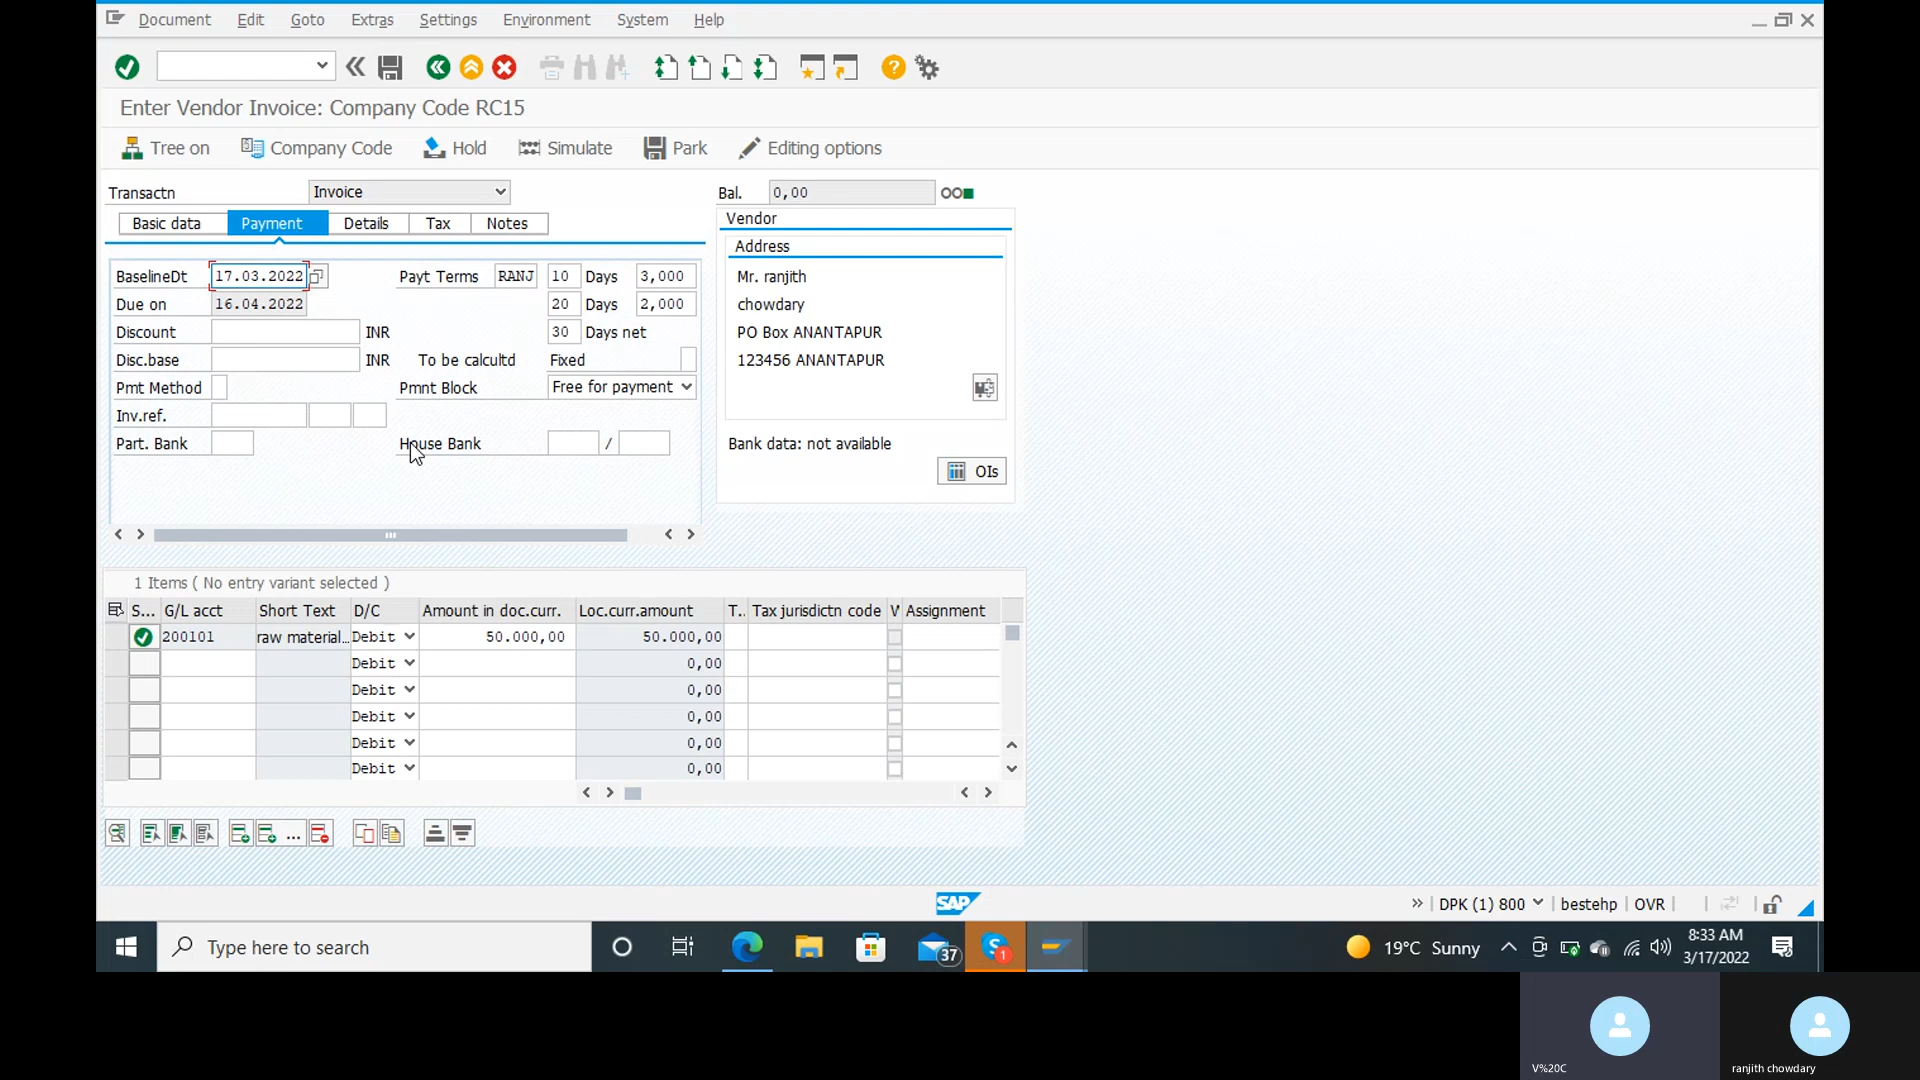 Document Edit Goto Extras Settings Environment System Help
Enter Vendor Invoice: Company Code RC15
Tree on Company Code Hold Simulate Park Editing options
Transactn Invoice Bal. 0,00
Basic data Payment Details Tax Notes
Vendor
Address
BaselineDt 17.03.2022 Payt Terms RANJ 10 Days 3,000
Mr. ranjith
Due on 16.04.2022 20 Days 2,000
chowdary
Discount INR 30 Days net
PO Box ANANTAPUR
Disc.base INR To be calcultd Fixed
123456 ANANTAPUR
Pmt Method Pmnt Block Free for payment
Inv.ref.
Part. Bank House Bank /
Bank data: not available
OIs
1 Items ( No entry variant selected )
S... G/L acct Short Text D/C Amount in doc.curr. Loc.curr.amount T.. Tax jurisdictn code V Assignment
200101 raw material... Debit 50.000,00 50.000,00
Debit 0,00
Debit 0,00
Debit 0,00
Debit 0,00
Debit 0,00
...
SAP
DPK (1) 800 bestehp OVR
Type here to search
37
1
19°C Sunny
8:33 AM
3/17/2022
V%20C
ranjith chowdary